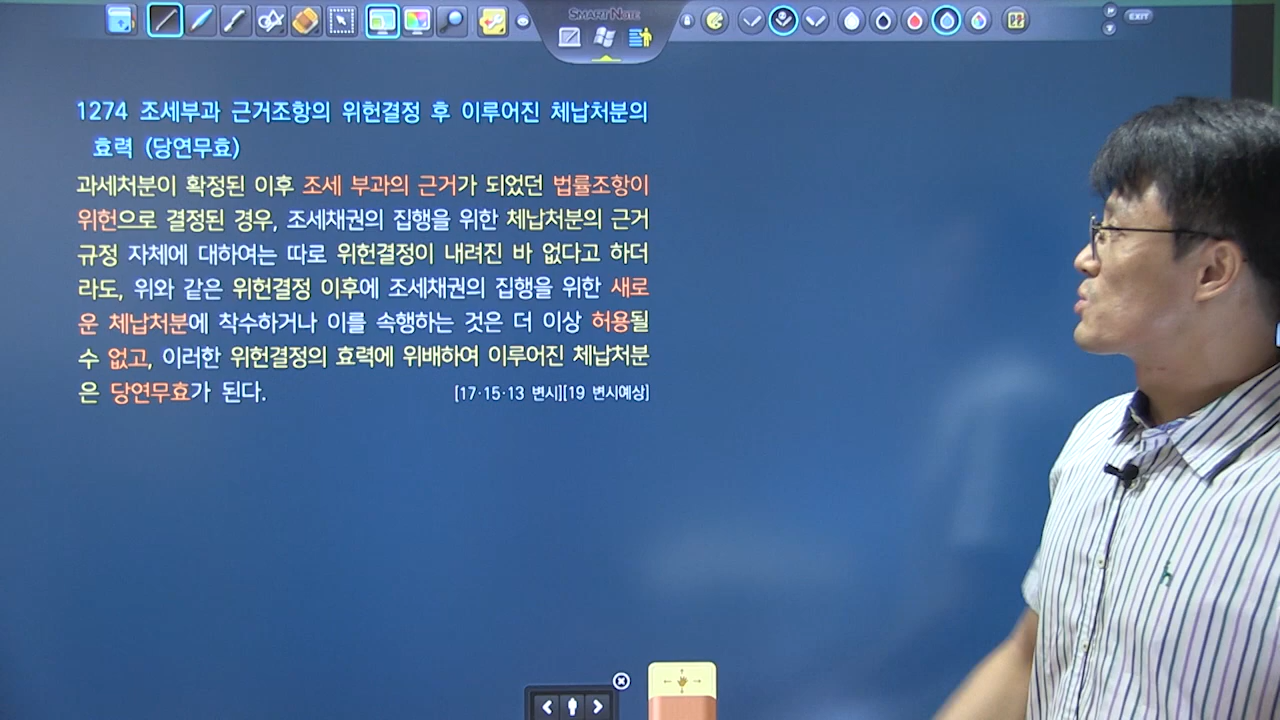 SMARTNOTE
EXIT
1274 조세부과 근거조항의 위헌결정 후 이루어진 체납처분의
효력 (당연무효)
과세처분이 확정된 이후 조세 부과의 근거가 되었던 법률조항이
위헌으로 결정된 경우, 조세채권의 집행을 위한 체납처분의 근거
규정 자체에 대하여는 따로 위헌결정이 내려진 바 없다고 하더
라도, 위와 같은 위헌결정 이후에 조세채권의 집행을 위한 새로
운 체납처분에 착수하거나 이를 속행하는 것은 더 이상 허용될
수 없고, 이러한 위헌결정의 효력에 위배하여 이루어진 체납처분
은 당연무효가 된다. [17·15·13 변시][19 변시예상]